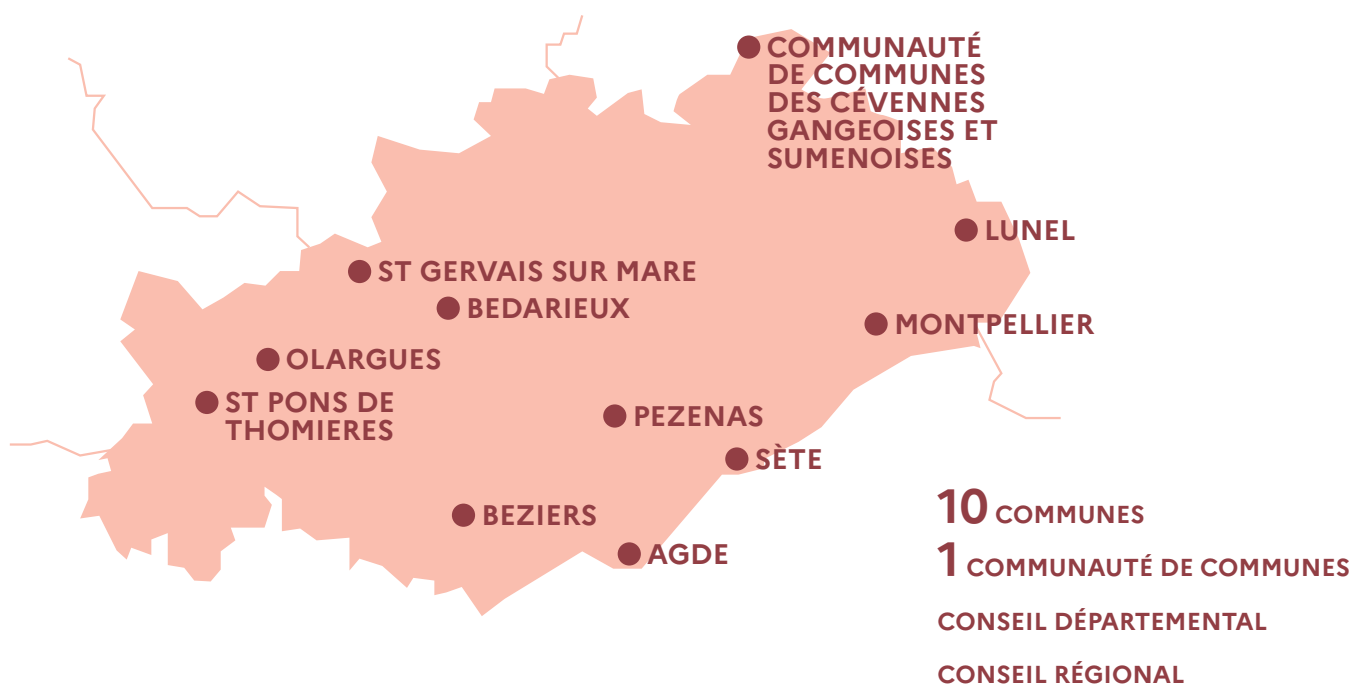 COMMUNAUTÉ
DE COMMUNES
DES CÉVENNES
GANGEOISES ET
SUMENOISES
LUNEL
ST GERVAIS SUR MARE
BEDARIEUX
MONTPELLIER
OLARGUES
ST PONS DE
THOMIERES
PEZENAS
SÈTE
BEZIERS
AGDE
10 COMMUNES
1 COMMUNAUTÉ DE COMMUNES
CONSEIL DÉPARTEMENTAL
CONSEIL RÉGIONAL